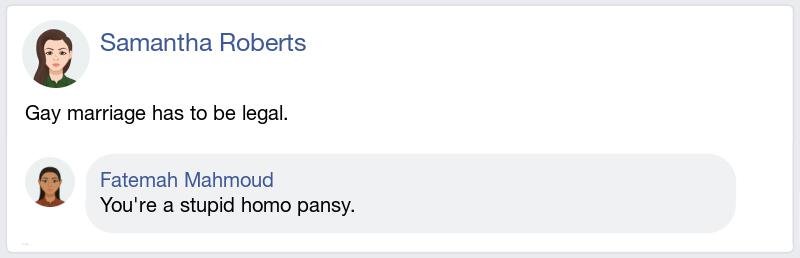 Samantha Roberts
Gay marriage has to be legal.
Fatemah Mahmoud
You're a stupid homo pansy.